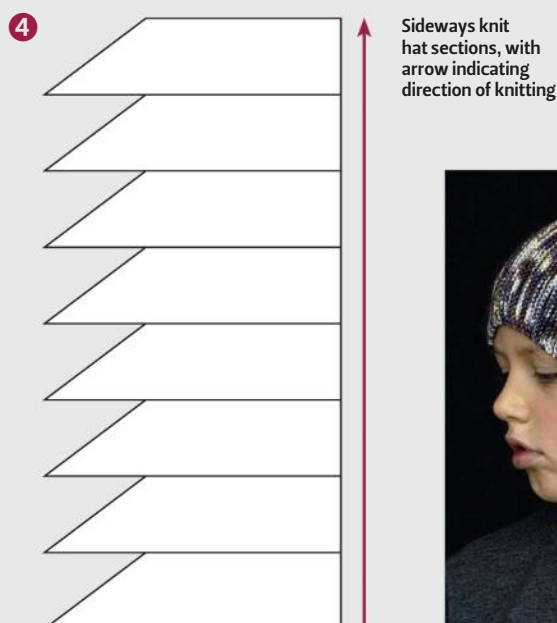 4
Sideways knit
hat sections, with
arrow indicating
direction of knitting